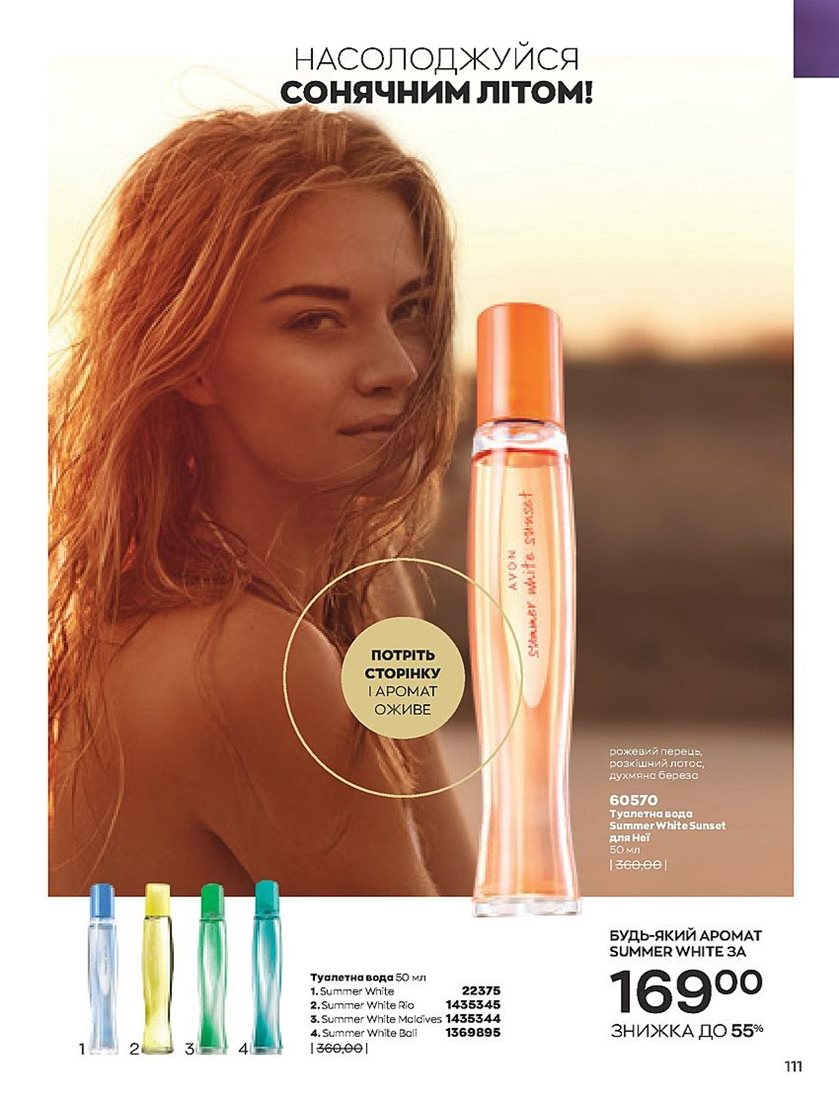 НАСОЛОДЖУЙСЯ
СОНЯЧНИМ ЛІТОМ!
AVON
summer white sunset
ПОТРІТЬ
СТОРІНКУ
І АРОМАТ
ОЖИВЕ
рожевий перець,
розкішний лотос,
духмяна береза
60570
Туалетна вода
Summer White Sunset
для Неї
50 мл
| 360,00 |
1 2 3 4
Туалетна вода 50 мл
1. Summer White 22375
2. Summer White Rio 1435345
3. Summer White Maldives 1435344
4. Summer White Bali 1369895
| 360,00 |
БУДЬ-ЯКИЙ АРОМАТ
SUMMER WHITE ЗА
169⁰⁰
ЗНИЖКА ДО 55%
111